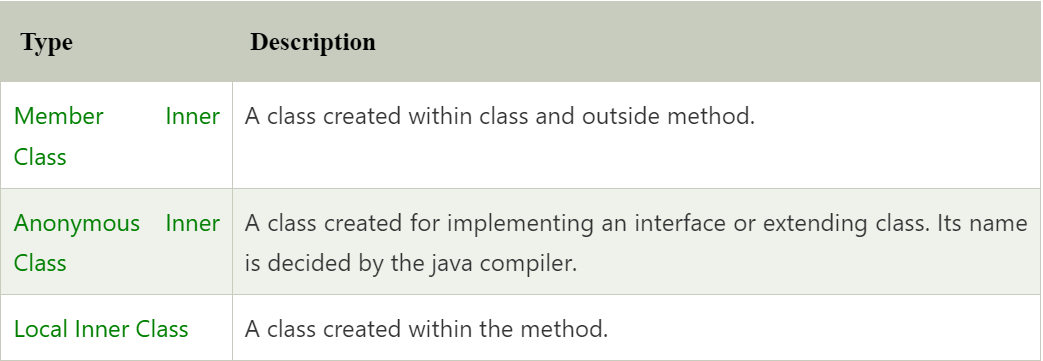 Type Description
Member Inner
Class
A class created within class and outside method.
Anonymous Inner
Class
A class created for implementing an interface or extending class. Its name
is decided by the java compiler.
Local Inner Class
A class created within the method.